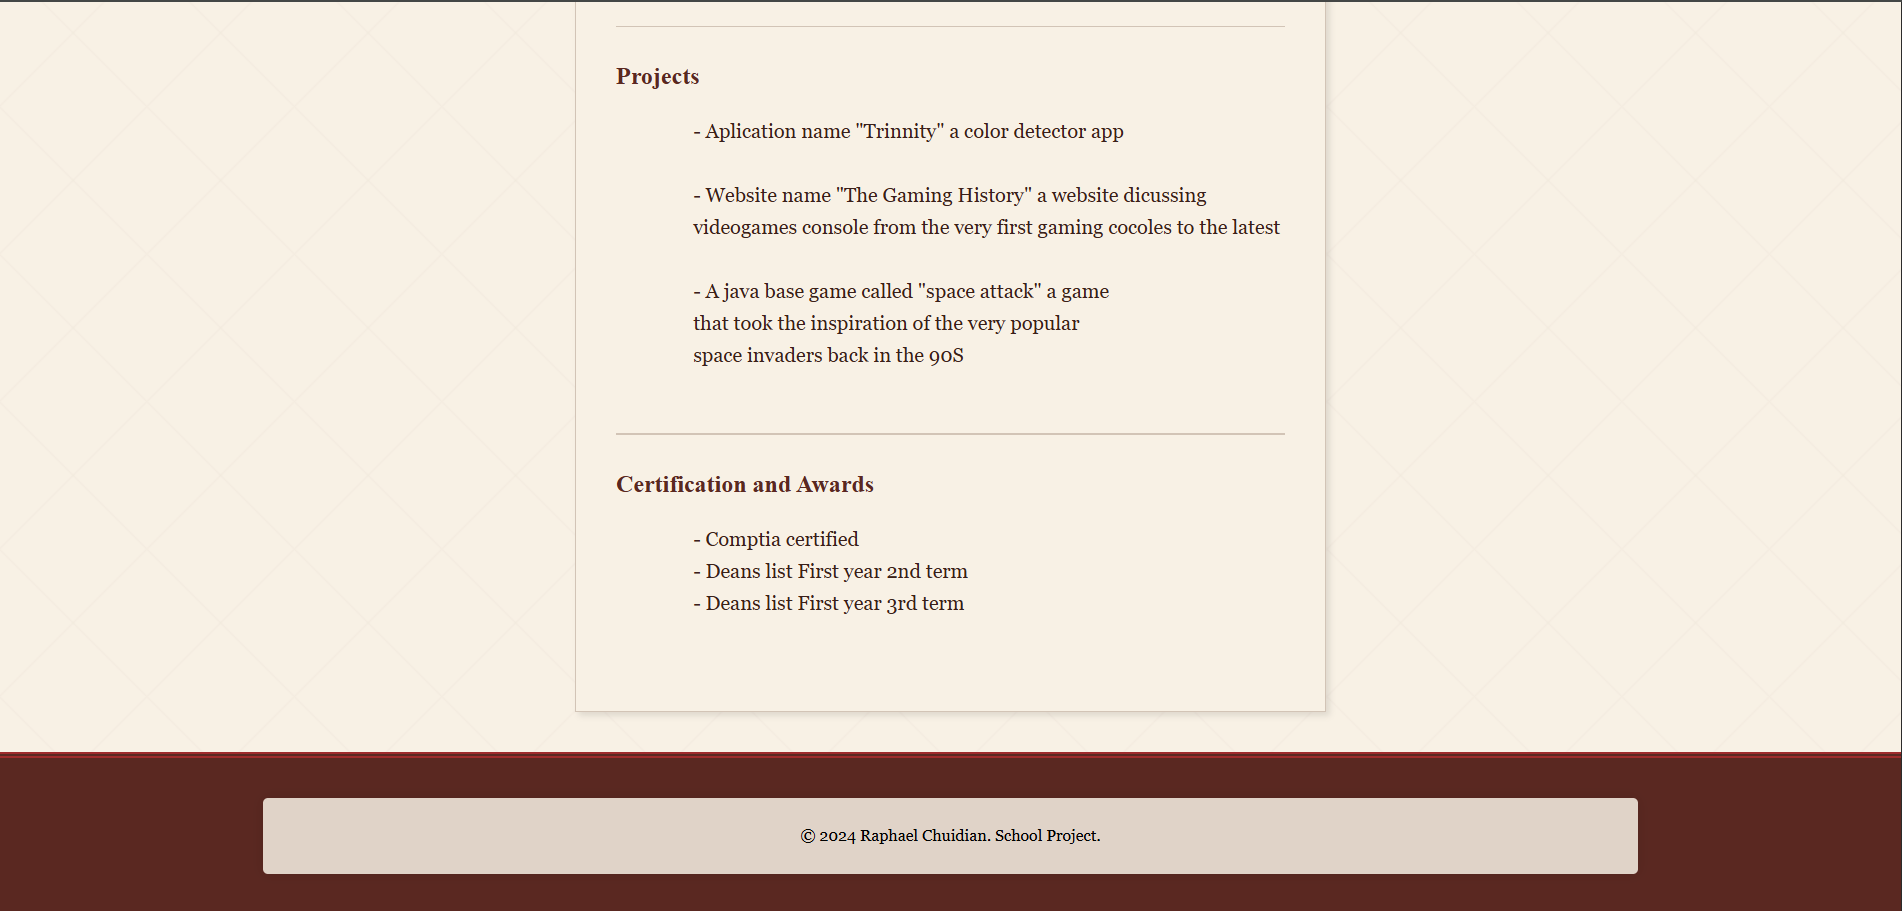 Projects
- Aplication name "Trinnity" a color detector app
- Website name "The Gaming History" a website dicussing
videogames console from the very first gaming cocoles to the latest
- A java base game called "space attack" a game
that took the inspiration of the very popular
space invaders back in the 90S
Certification and Awards
- Comptia certified
- Deans list First year 2nd term
- Deans list First year 3rd term
© 2024 Raphael Chuidian. School Project.